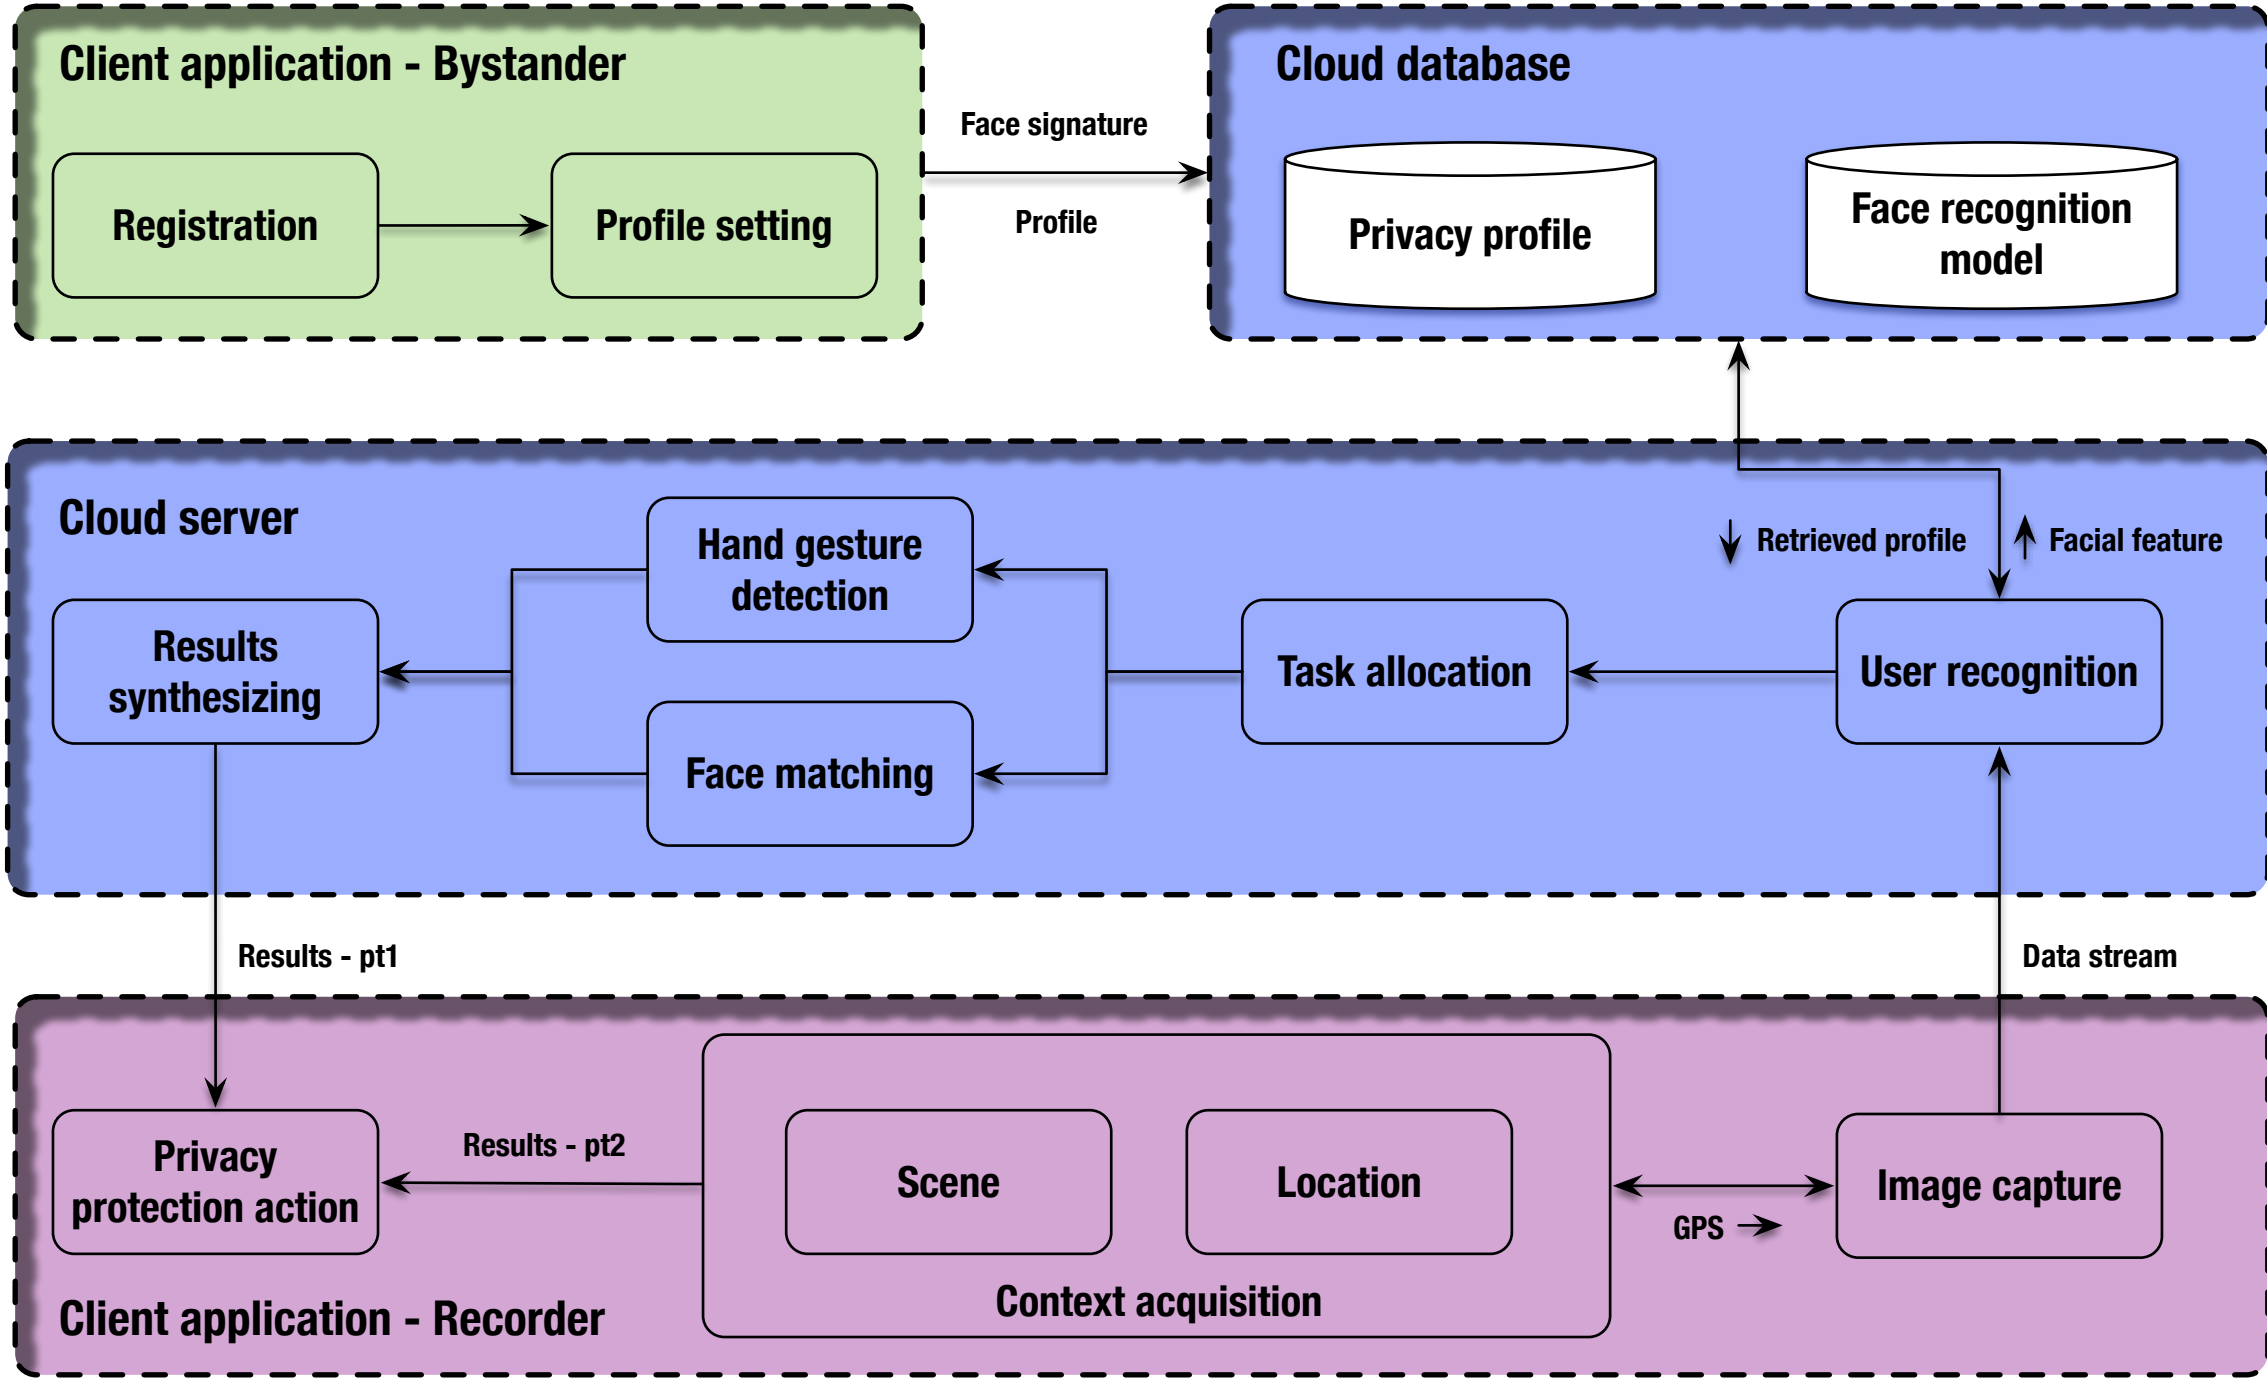 Client application - Bystander
Registration
Profile setting
Face signature
Profile
Cloud database
Privacy profile
Face recognition
model
Cloud server
Hand gesture
detection
Retrieved profile
Facial feature
Results
synthesizing
Task allocation
User recognition
Face matching
Results - pt1
Data stream
Privacy
protection action
Results - pt2
Scene
Location
Image capture
GPS
Context acquisition
Client application - Recorder